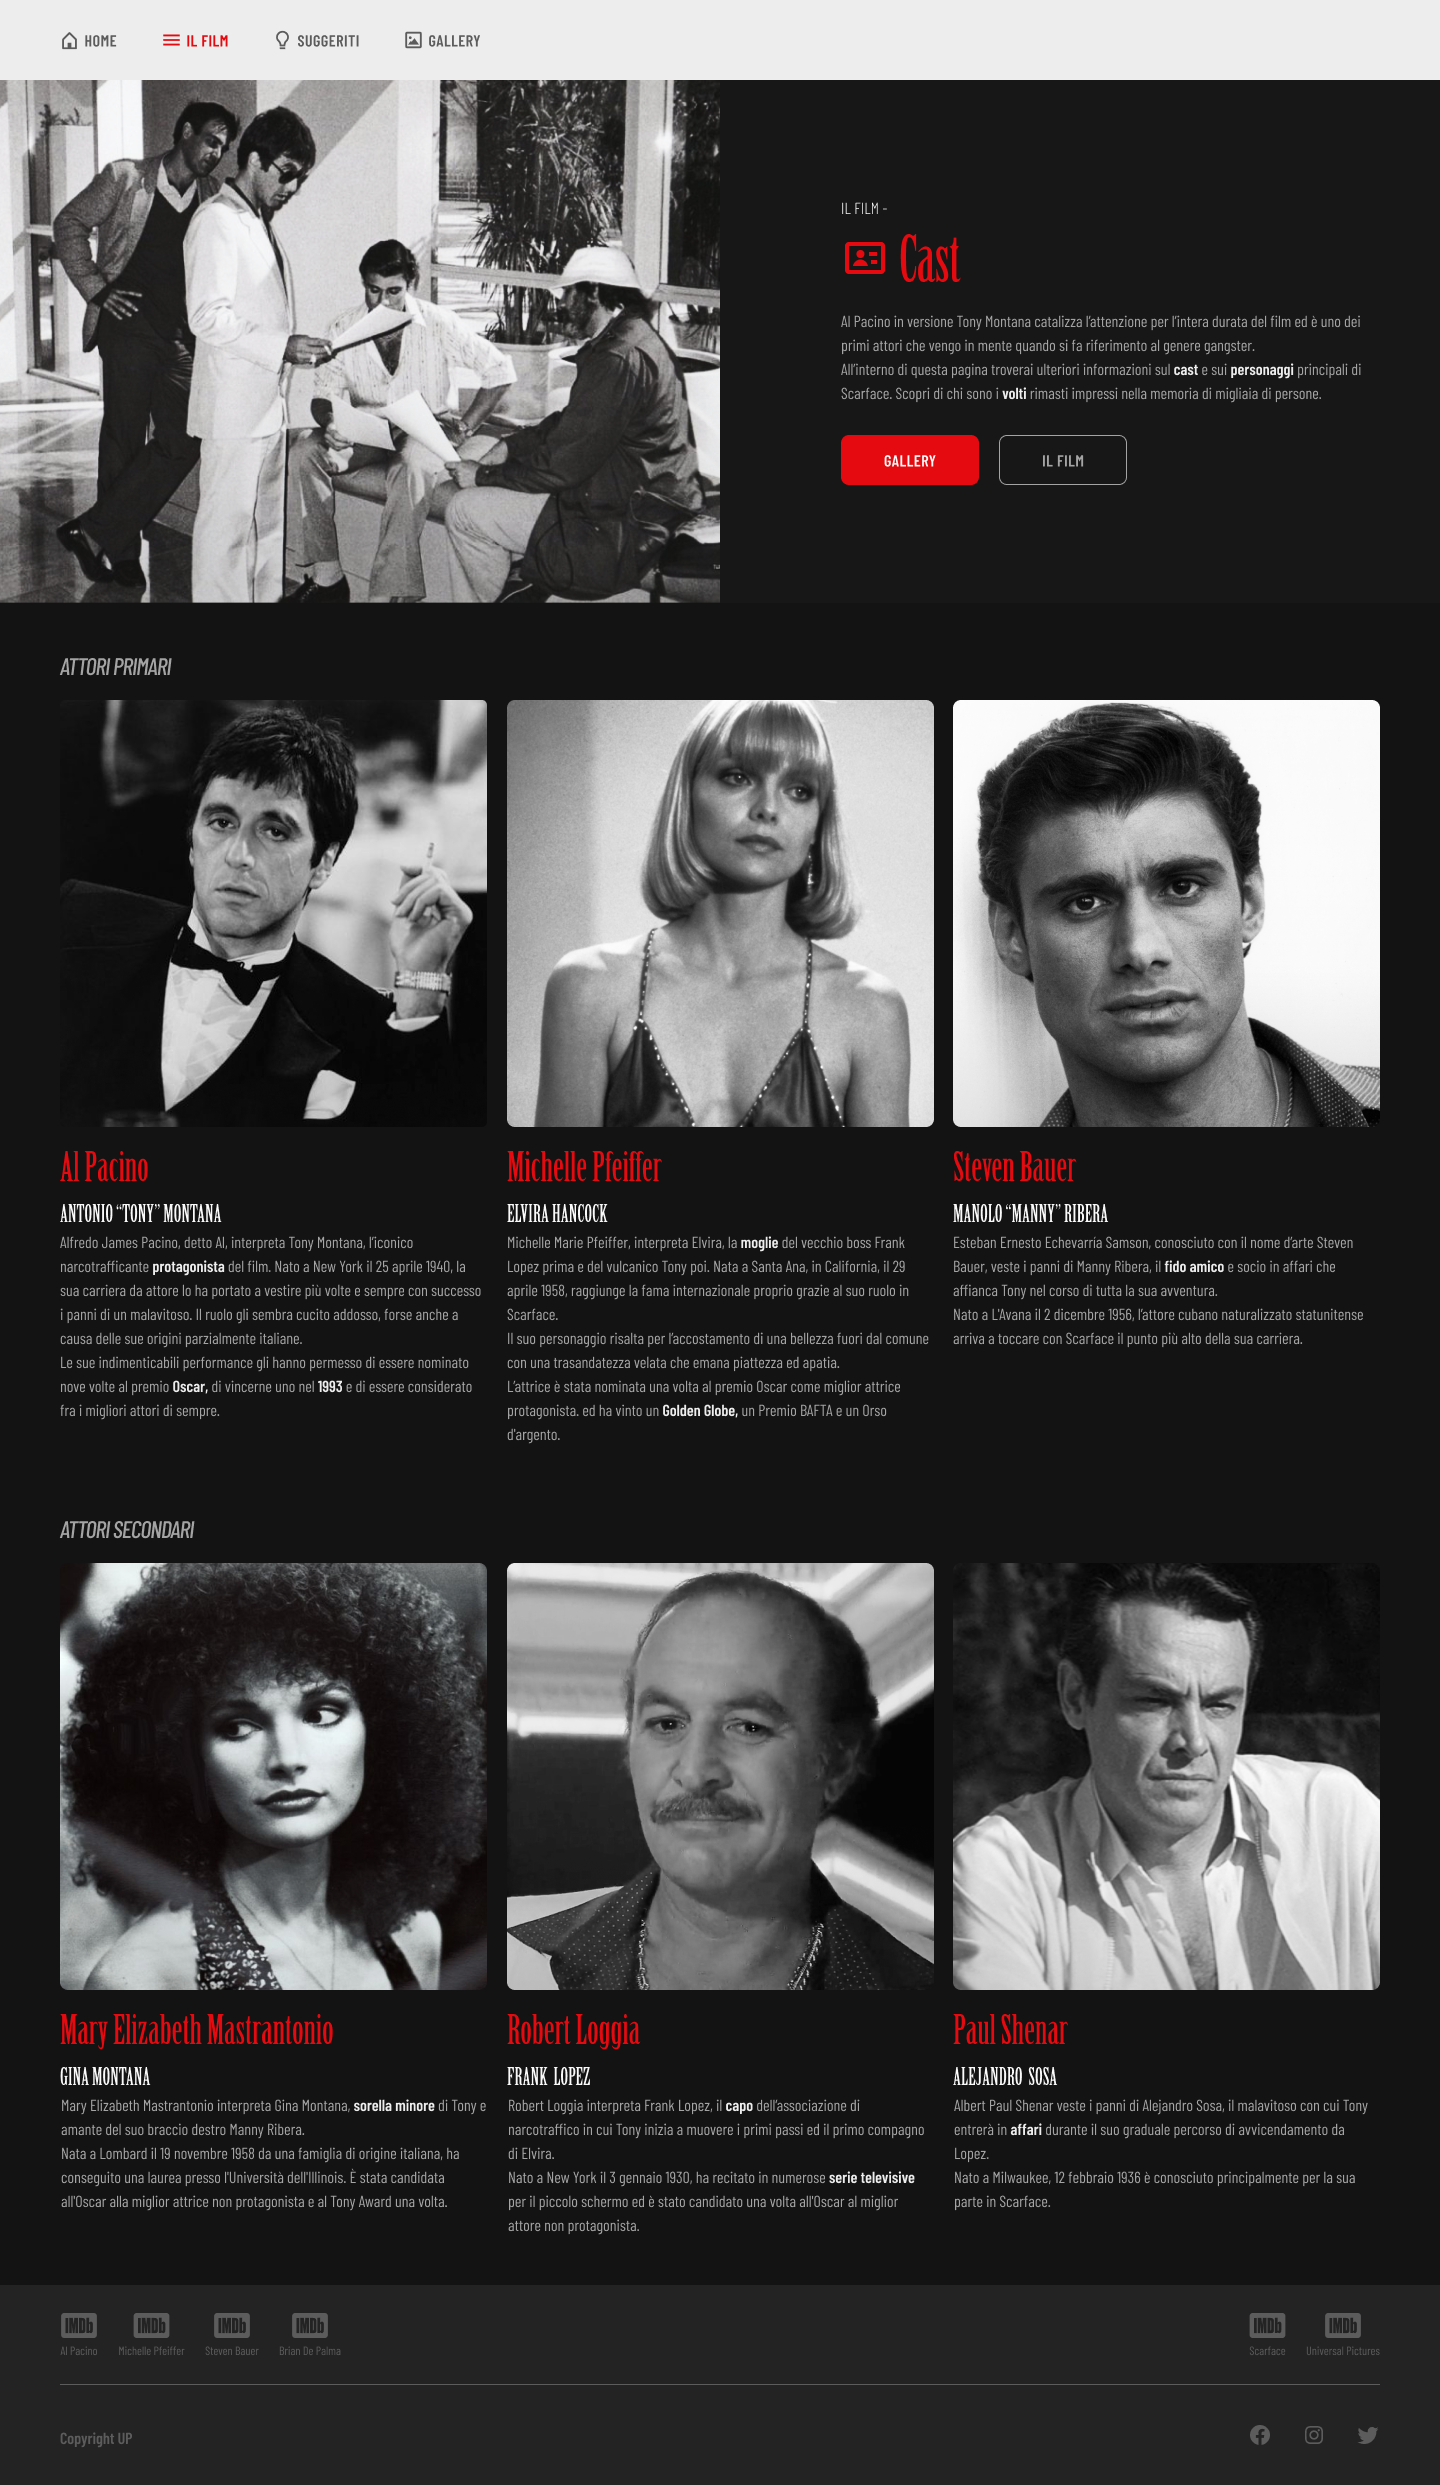 HOME
IL FILM
SUGGERITI
GALLERY
IL FILM -
Cast
Al Pacino in versione Tony Montana catalizza l'attenzione per l'intera durata del film ed è uno dei
primi attori che vengo in mente quando si fa riferimento al genere gangster.
All'interno di questa pagina troverai ulteriori informazioni sul cast e sui personaggi principali di
Scarface. Scopri di chi sono i volti rimasti impressi nella memoria di migliaia di persone.
GALLERY
IL FILM
ATTORI PRIMARI
Al Pacino
ANTONIO “TONY” MONTANA
Alfredo James Pacino, detto Al, interpreta Tony Montana, l'iconico
narcotrafficante protagonista del film. Nato a New York il 25 aprile 1940, la
sua carriera da attore lo ha portato a vestire più volte e sempre con successo
i panni di un malavitoso. Il ruolo gli sembra cucito addosso, forse anche a
causa delle sue origini parzialmente italiane.
Le sue indimenticabili performance gli hanno permesso di essere nominato
nove volte al premio Oscar, di vincerne uno nel 1993 e di essere considerato
fra i migliori attori di sempre.
Michelle Pfeiffer
ELVIRA HANCOCK
Michelle Marie Pfeiffer, interpreta Elvira, la moglie del vecchio boss Frank
Lopez prima e del vulcanico Tony poi. Nata a Santa Ana, in California, il 29
aprile 1958, raggiunge la fama internazionale proprio grazie al suo ruolo in
Scarface.
Il suo personaggio risalta per l'accostamento di una bellezza fuori dal comune
con una trasandatezza velata che emana piattezza ed apatia.
L'attrice è stata nominata una volta al premio Oscar come miglior attrice
protagonista. ed ha vinto un Golden Globe, un Premio BAFTA e un Orso
d'argento.
Steven Bauer
MANOLO “MANNY” RIBERA
Esteban Ernesto Echevarría Samson, conosciuto con il nome d'arte Steven
Bauer, veste i panni di Manny Ribera, il fido amico e socio in affari che
affianca Tony nel corso di tutta la sua avventura.
Nato a L'Avana il 2 dicembre 1956, l'attore cubano naturalizzato statunitense
arriva a toccare con Scarface il punto più alto della sua carriera.
ATTORI SECONDARI
Mary Elizabeth Mastrantonio
GINA MONTANA
Mary Elizabeth Mastrantonio interpreta Gina Montana, sorella minore di Tony e
amante del suo braccio destro Manny Ribera.
Nata a Lombard il 19 novembre 1958 da una famiglia di origine italiana, ha
conseguito una laurea presso l'Università dell'Illinois. È stata candidata
all'Oscar alla miglior attrice non protagonista e al Tony Award una volta.
Robert Loggia
FRANK LOPEZ
Robert Loggia interpreta Frank Lopez, il capo dell'associazione di
narcotraffico in cui Tony inizia a muovere i primi passi ed il primo compagno
di Elvira.
Nato a New York il 3 gennaio 1930, ha recitato in numerose serie televisive
per il piccolo schermo ed è stato candidato una volta all'Oscar al miglior
attore non protagonista.
Paul Shenar
ALEJANDRO SOSA
Albert Paul Shenar veste i panni di Alejandro Sosa, il malavitoso con cui Tony
entrerà in affari durante il suo graduale percorso di avvicendamento da
Lopez.
Nato a Milwaukee, 12 febbraio 1936 è conosciuto principalmente per la sua
parte in Scarface.
IMDb
Al Pacino
IMDb
Michelle Pfeiffer
IMDb
Steven Bauer
IMDb
Brian De Palma
IMDb
Scarface
IMDb
Universal Pictures
Copyright UP